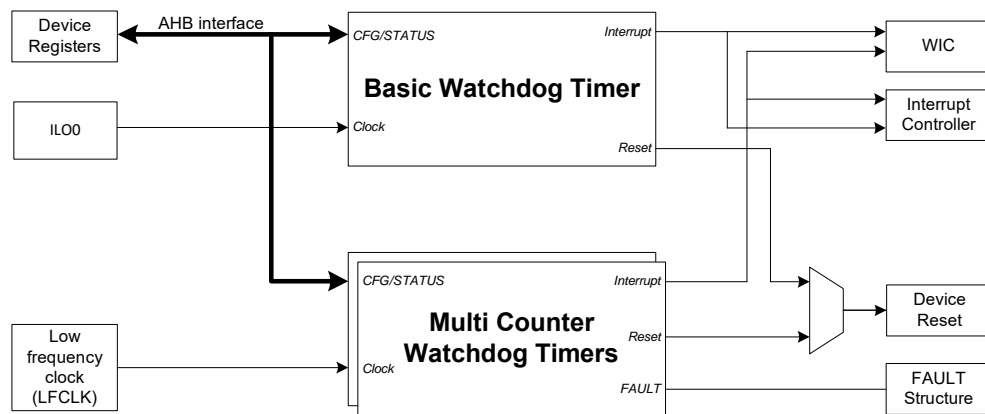 Device
Registers
AHB interface
CFG/STATUS
Interrupt
Basic Watchdog Timer
WIC
ILO0
Clock
Reset
Interrupt
Controller
CFG/STATUS
Interrupt
Multi Counter
Watchdog Timers
Reset
Clock
FAULT
Low
frequency
clock
(LFCLK)
Device
Reset
FAULT
Structure